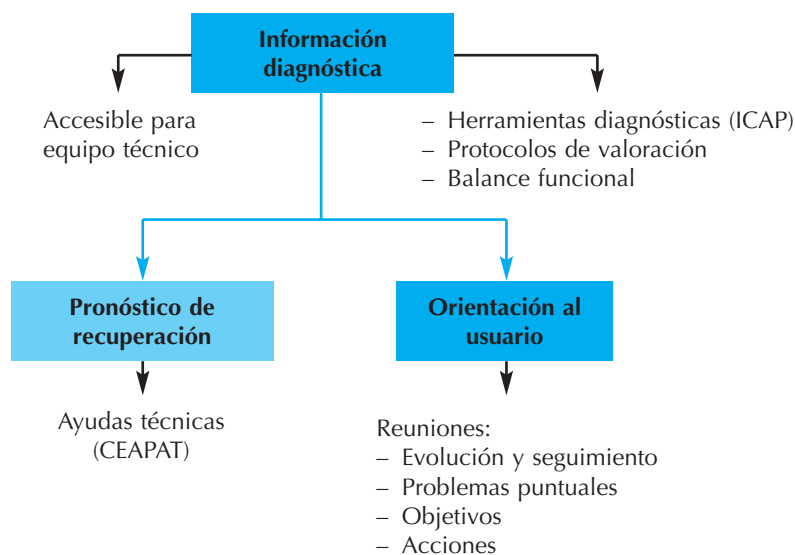 Información
diagnóstica
Accesible para
equipo técnico
– Herramientas diagnósticas (ICAP)
– Protocolos de valoración
– Balance funcional
Pronóstico de
recuperación
Orientación al
usuario
Ayudas técnicas
(CEAPAT)
Reuniones:
– Evolución y seguimiento
– Problemas puntuales
– Objetivos
– Acciones